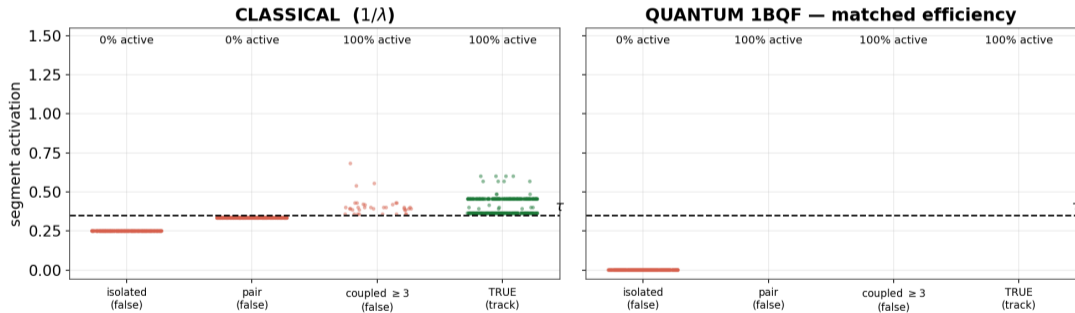 CLASSICAL (1/λ)
QUANTUM 1BQF — matched efficiency
segment activation
1.50
1.25
1.00
0.75
0.50
0.25
0.00
0% active
0% active
100% active
100% active
τ
isolated
(false)
pair
(false)
coupled ≥3
(false)
TRUE
(track)
0% active
100% active
100% active
100% active
isolated
(false)
pair
(false)
coupled ≥3
(false)
TRUE
(track)